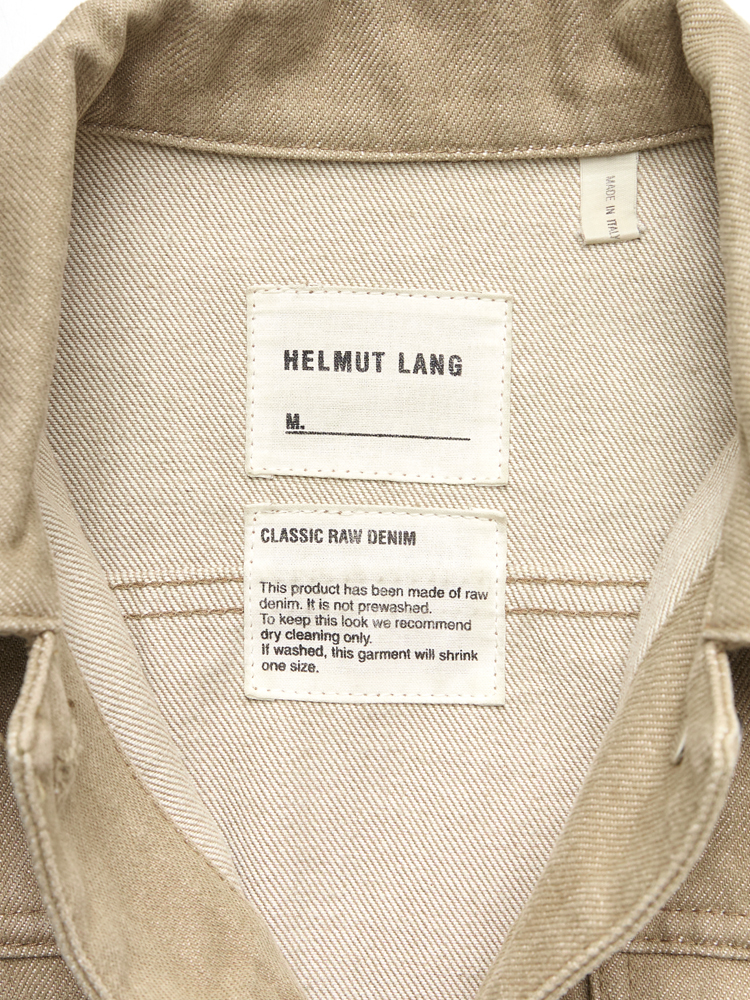 MADE IN ITALY
HELMUT LANG
M.
CLASSIC RAW DENIM
This product has been made of raw
denim. It is not prewashed.
To keep this look we recommend
dry cleaning only.
If washed, this garment will shrink
one size.